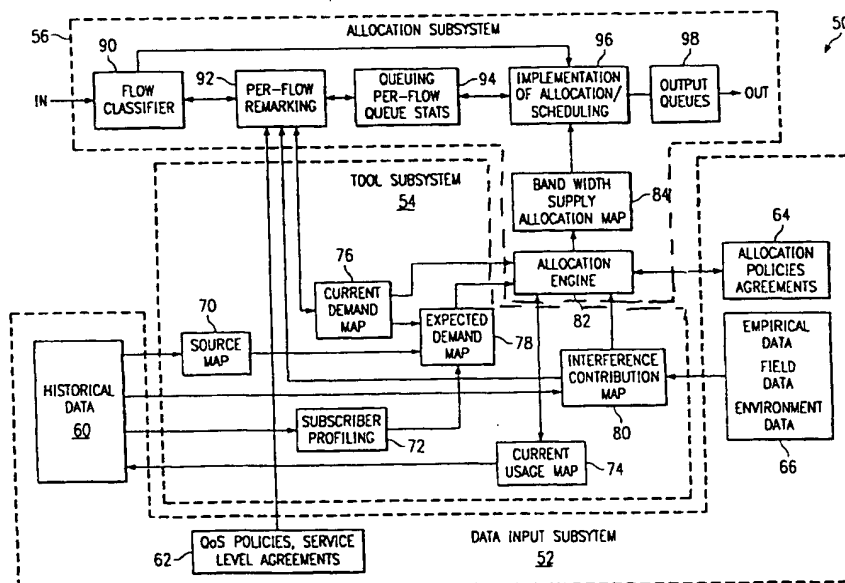 56
ALLOCATION SUBSYSTEM
50
90
92
94
96
98
IN
FLOW
CLASSIFIER
PER-FLOW
REMARKING
QUEUING
PER-FLOW
QUEUE STATS
IMPLEMENTATION
OF ALLOCATION/
SCHEDULING
OUTPUT
QUEUES
OUT
TOOL SUBSYSTEM
54
BAND WIDTH
SUPPLY
ALLOCATION MAP
84
64
ALLOCATION
POLICIES
AGREEMENTS
76
CURRENT
DEMAND
MAP
ALLOCATION
ENGINE
82
70
SOURCE
MAP
EXPECTED
DEMAND
MAP
78
EMPIRICAL
DATA
FIELD
DATA
ENVIRONMENT
DATA
66
HISTORICAL
DATA
60
INTERFERENCE
CONTRIBUTION
MAP
80
SUBSCRIBER
PROFILING
72
CURRENT
USAGE MAP
74
62
QoS POLICIES, SERVICE
LEVEL AGREEMENTS
DATA INPUT SUBSYTEM
52